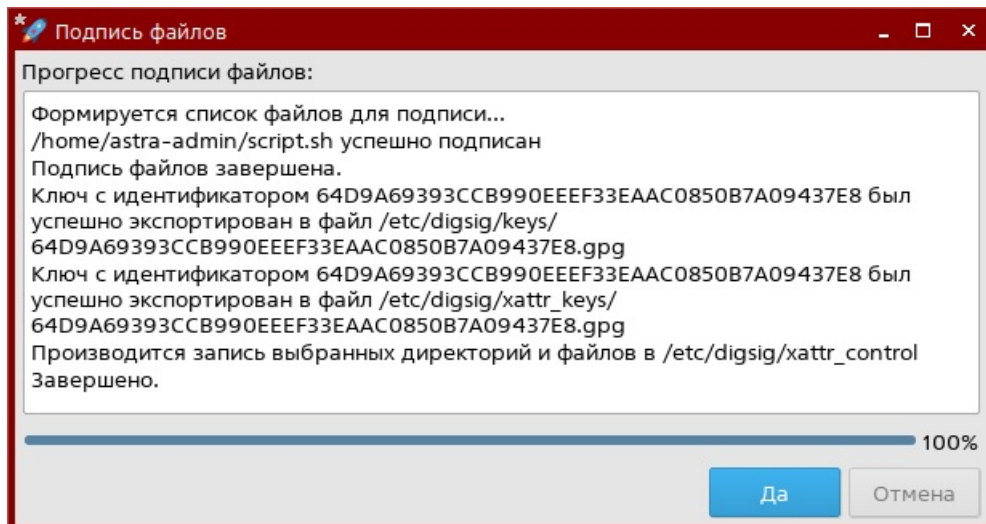 Подпись файлов
Прогресс подписи файлов:
Формируется список файлов для подписи...
/home/astra-admin/script.sh успешно подписан
Подпись файлов завершена.
Ключ с идентификатором 64D9A69393CCB990EEEF33EAAC0850B7A09437E8 был
успешно экспортирован в файл /etc/digsig/keys/
64D9A69393CCB990EEEF33EAAC0850B7A09437E8.gpg
Ключ с идентификатором 64D9A69393CCB990EEEF33EAAC0850B7A09437E8 был
успешно экспортирован в файл /etc/digsig/xattr_keys/
64D9A69393CCB990EEEF33EAAC0850B7A09437E8.gpg
Производится запись выбранных директорий и файлов в /etc/digsig/xattr_control
Завершено.
100%
Да
Отмена